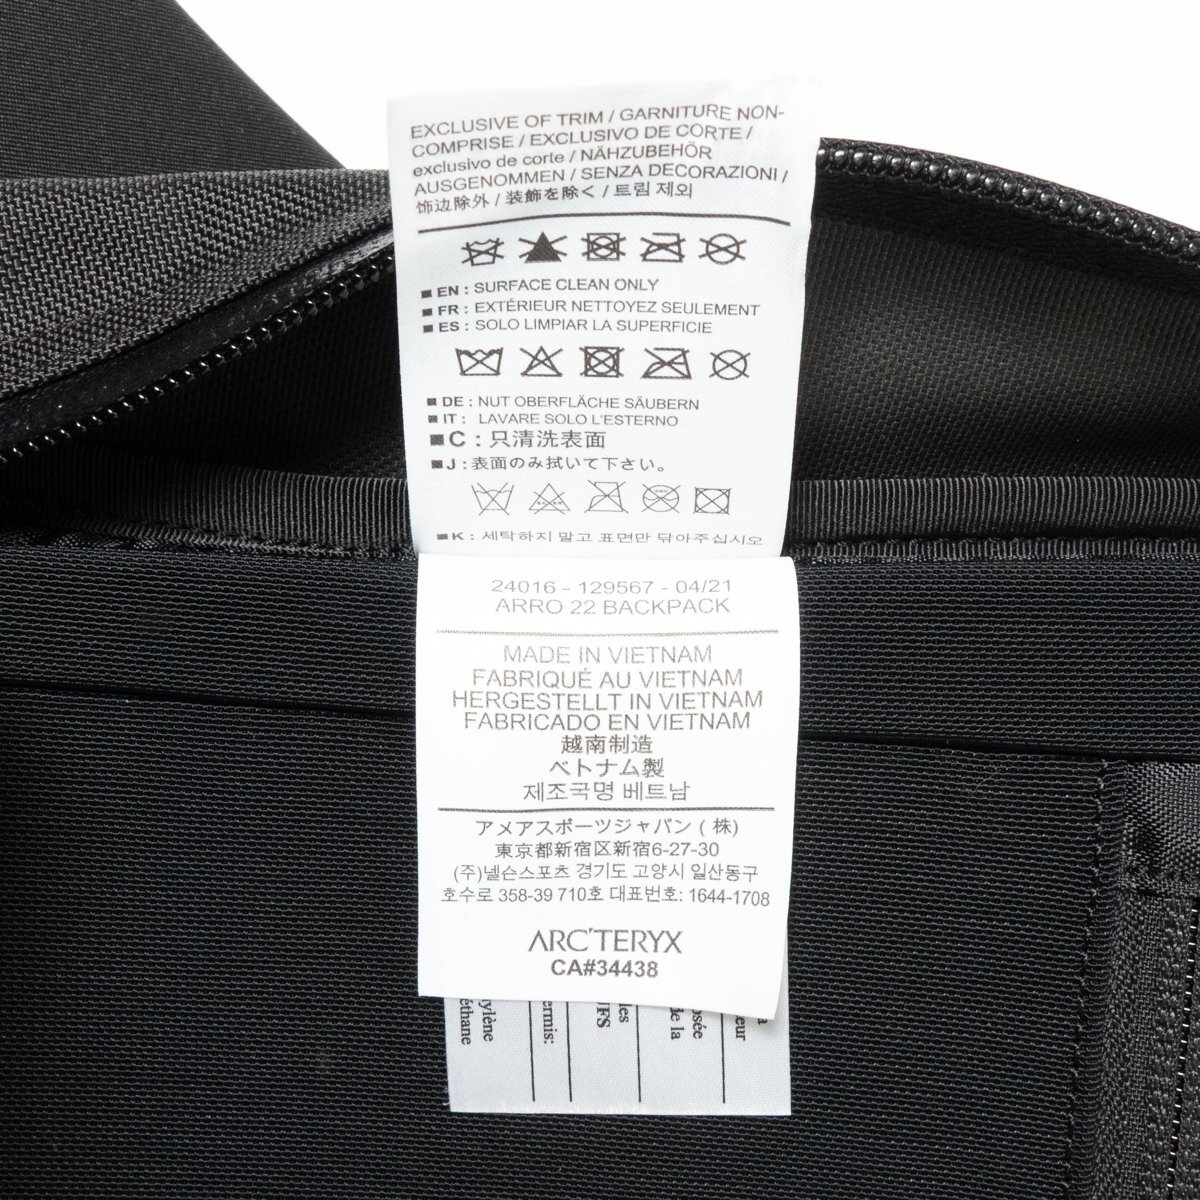 EXCLUSIVE OF TRIM / GARNITURE NON-
COMPRISE / EXCLUSIVO DE CORTE /
exclusivo de corte / NÄHZUBEHÖR
AUSGENOMMEN / SENZA DECORAZIONI /
饰边除外 / 装飾を除く / 트림 제외
EN : SURFACE CLEAN ONLY
FR : EXTÉRIEUR NETTOYEZ SEULEMENT
ES : SOLO LIMPIAR LA SUPERFICIE
DE : NUT OBERFLÄCHE SÄUBERN
IT : LAVARE SOLO L'ESTERNO
C : 只清洗表面
J : 表面のみ拭いて下さい。
K : 세탁하지 말고 표면만 닦아주십시오
24016 - 129567 - 04/21
ARRO 22 BACKPACK
MADE IN VIETNAM
FABRIQUÉ AU VIETNAM
HERGESTELLT IN VIETNAM
FABRICADO EN VIETNAM
越南制造
ベトナム製
제조국명 베트남
アメアスポーツジャパン ( 株)
東京都新宿区新宿6-27-30
(주)넬슨스포츠 경기도 고양시 일산동구
호수로 358-39 710호 대표번호: 1644-1708
ARC'TERYX
CA#34438